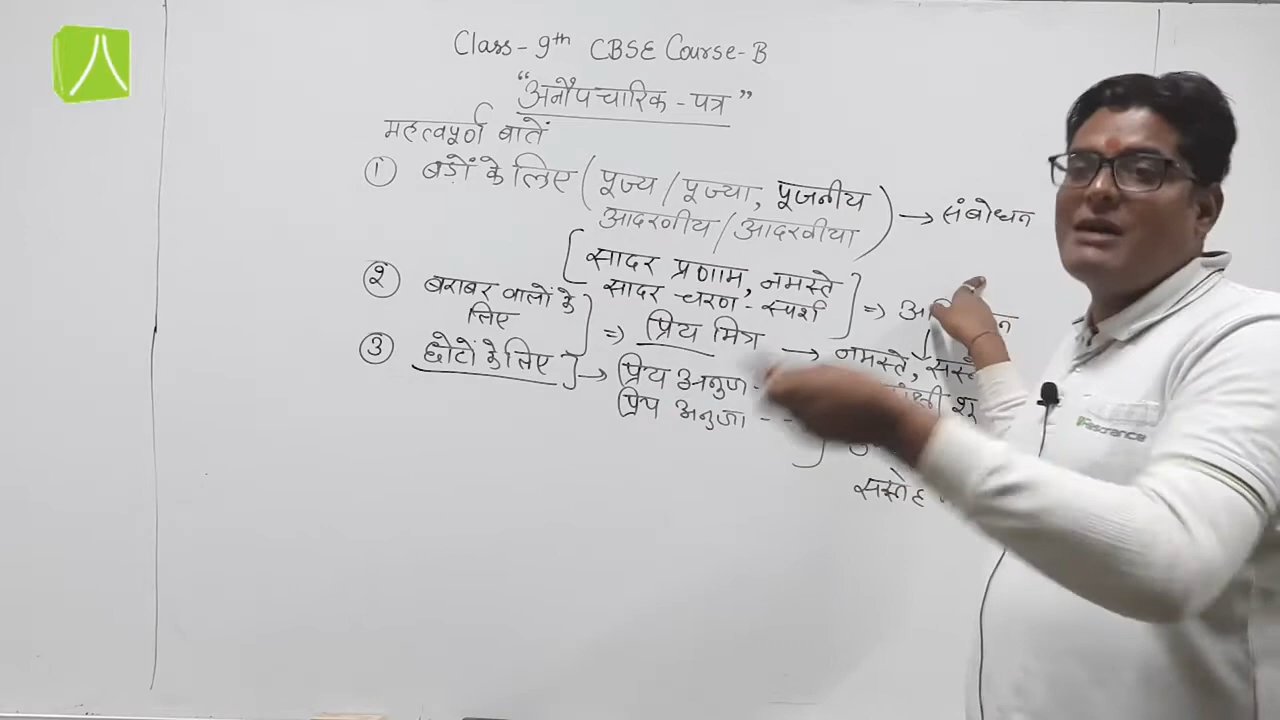 Class - 9th CBSE Course - B
"अनौपचारिक - पत्र"
महत्वपूर्ण बातें
① बड़ों के लिए (पूज्य / पूज्या, पूजनीय
आदरणीय / आदरणीया) → संबोधन
[सादर प्रणाम, नमस्ते
सादर चरण - स्पर्श] =>
② बराबर वालों के
लिए } => प्रिय मित्र → नमस्ते,
③ छोटों के लिए ] → प्रिय अनुज -
प्रिय अनुजा - -
सस्नेह